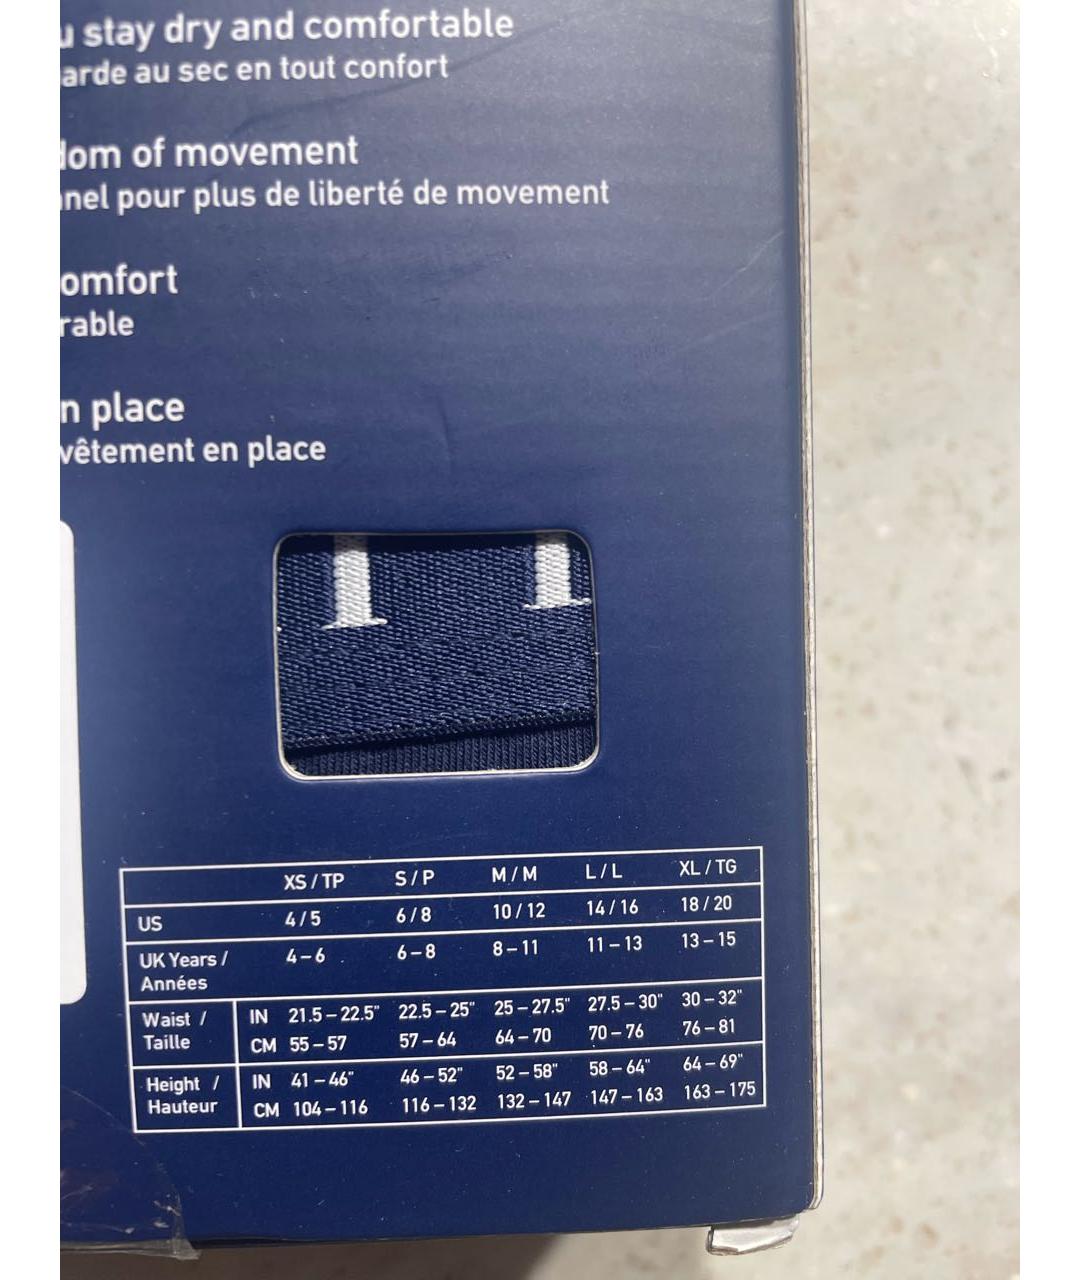 u stay dry and comfortable
arde au sec en tout confort
dom of movement
nnel pour plus de liberté de movement
omfort
rable
n place
vêtement en place
XS / TP S / P M / M L / L XL / TG
US 4 / 5 6 / 8 10 / 12 14 / 16 18 / 20
UK Years / 4 – 6 6 – 8 8 – 11 11 – 13 13 – 15
Années
Waist / IN 21.5 – 22.5" 22.5 – 25" 25 – 27.5" 27.5 – 30" 30 – 32"
Taille CM 55 – 57 57 – 64 64 – 70 70 – 76 76 – 81
Height / IN 41 – 46" 46 – 52" 52 – 58" 58 – 64" 64 – 69"
Hauteur CM 104 – 116 116 – 132 132 – 147 147 – 163 163 – 175